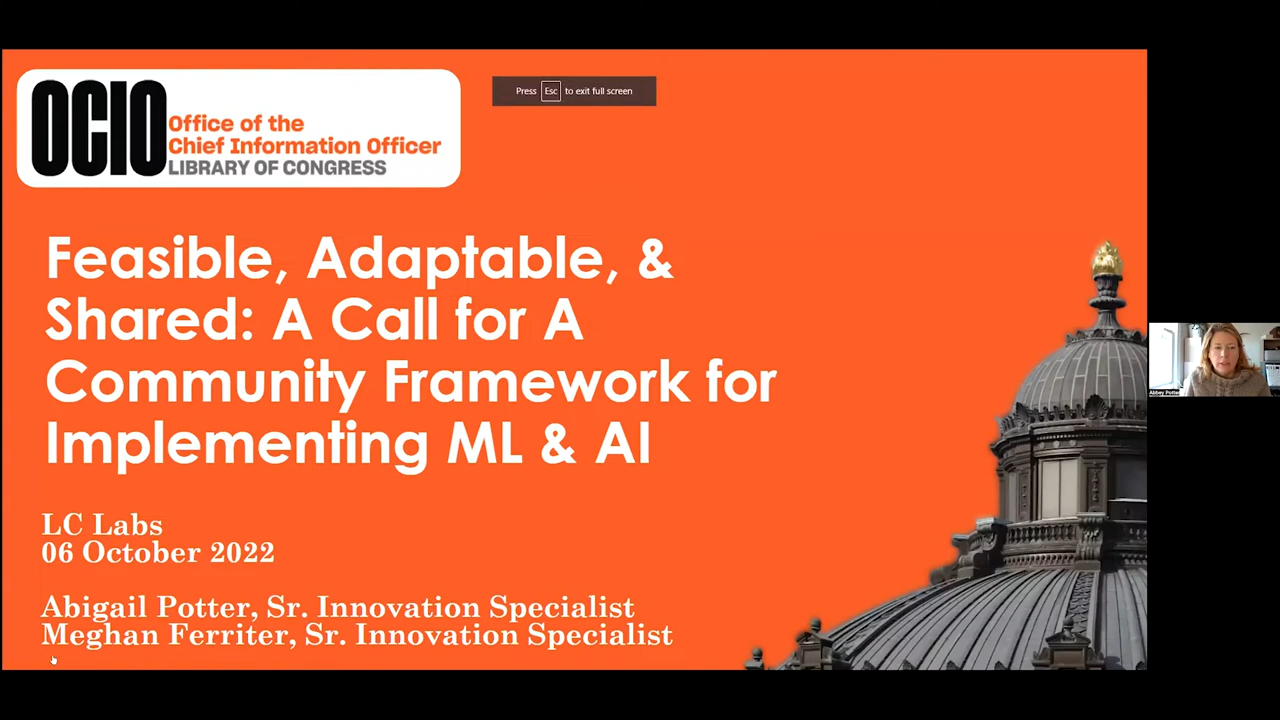 OCIO
Office of the
Chief Information Officer
LIBRARY OF CONGRESS
Press Esc to exit full screen
Feasible, Adaptable, &
Shared: A Call for A
Community Framework for
Implementing ML & AI
LC Labs
06 October 2022
Abigail Potter, Sr. Innovation Specialist
Meghan Ferriter, Sr. Innovation Specialist
Abbey Potter